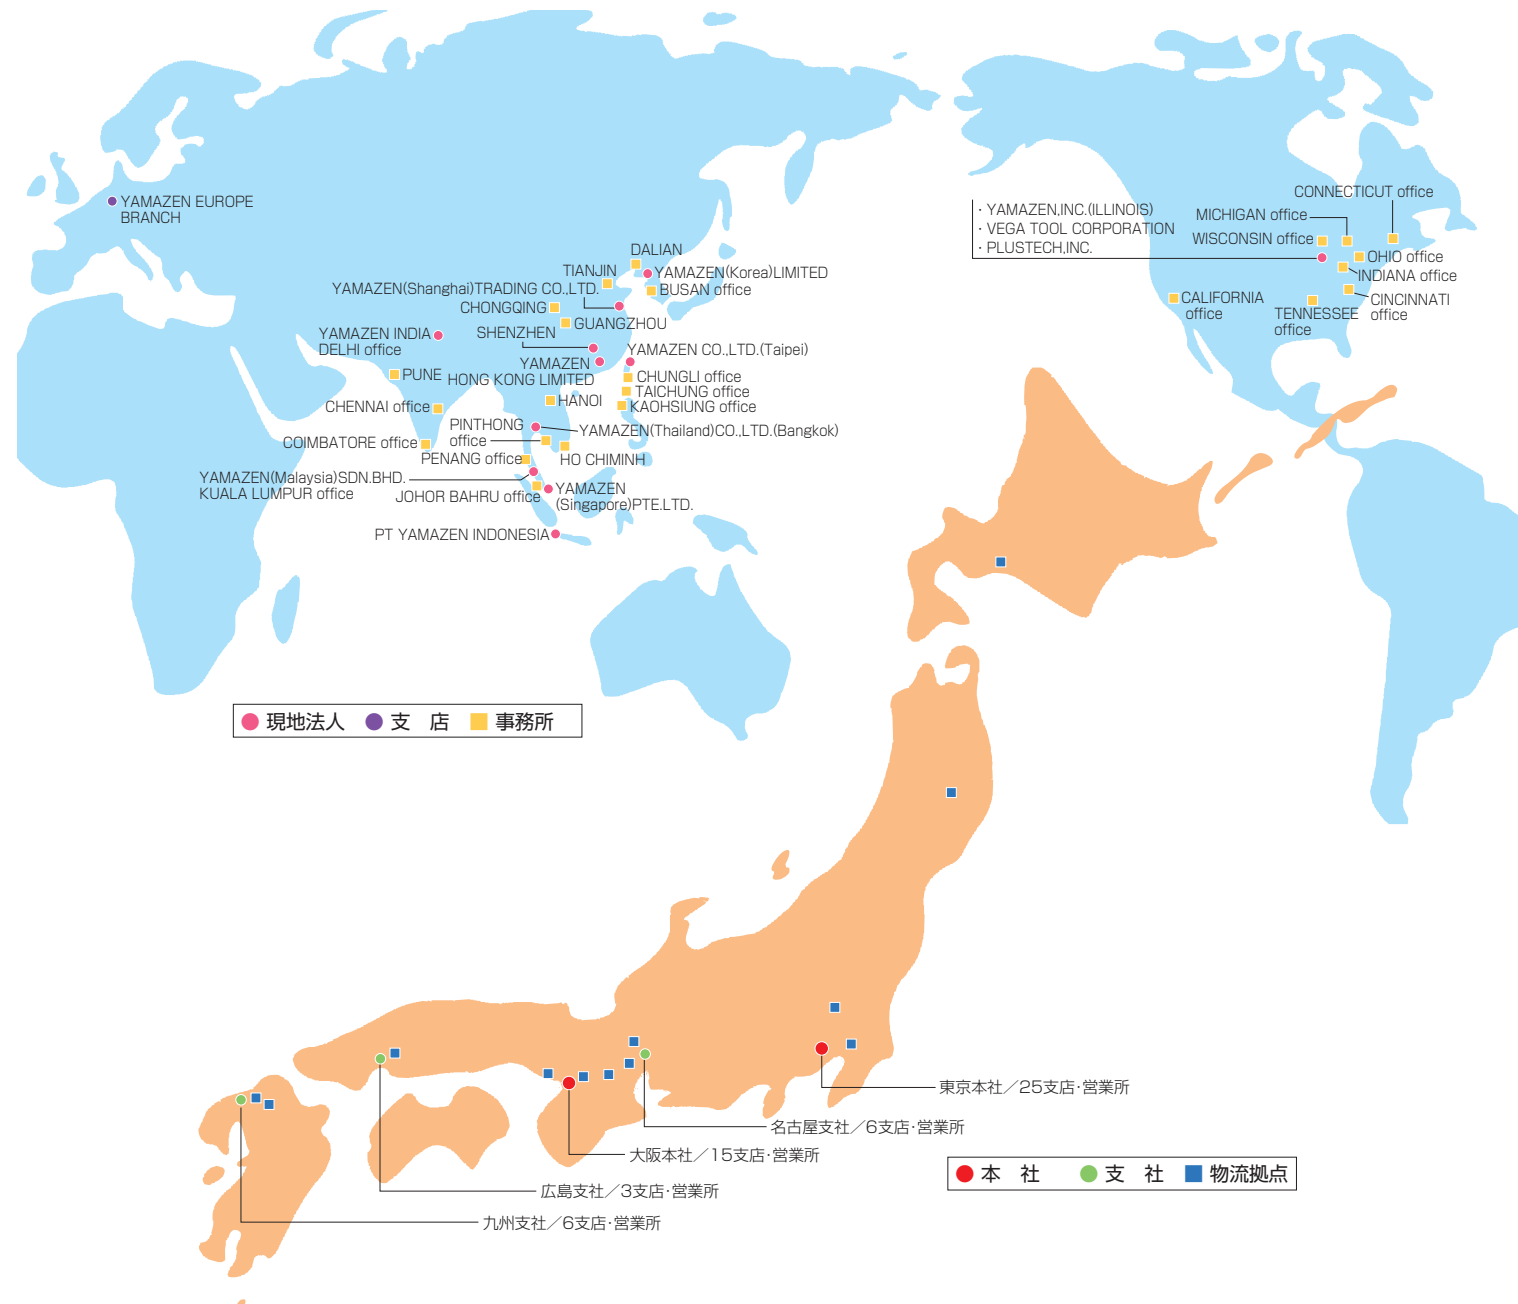 YAMAZEN EUROPE
BRANCH
DALIAN
TIANJIN
YAMAZEN(Korea)LIMITED
YAMAZEN(Shanghai)TRADING CO.,LTD.
BUSAN office
CHONGQING
GUANGZHOU
SHENZHEN
YAMAZEN INDIA
DELHI office
YAMAZEN CO.,LTD.(Taipei)
YAMAZEN
HONG KONG LIMITED
PUNE
CHUNGLI office
TAICHUNG office
HANOI
CHENNAI office
KAOHSIUNG office
PINTHONG
office
YAMAZEN(Thailand)CO.,LTD.(Bangkok)
COIMBATORE office
PENANG office
HO CHIMINH
YAMAZEN(Malaysia)SDN.BHD.
KUALA LUMPUR office
JOHOR BAHRU office
YAMAZEN
(Singapore)PTE.LTD.
PT YAMAZEN INDONESIA
CONNECTICUT office
・YAMAZEN,INC.(ILLINOIS)
・VEGA TOOL CORPORATION
・PLUSTECH,INC.
MICHIGAN office
WISCONSIN office
OHIO office
INDIANA office
CALIFORNIA
office
CINCINNATI
office
TENNESSEE
office
現地法人 支 店 事務所
東京本社／25支店・営業所
名古屋支社／6支店・営業所
大阪本社／15支店・営業所
広島支社／3支店・営業所
九州支社／6支店・営業所
本 社 支 社 物流拠点